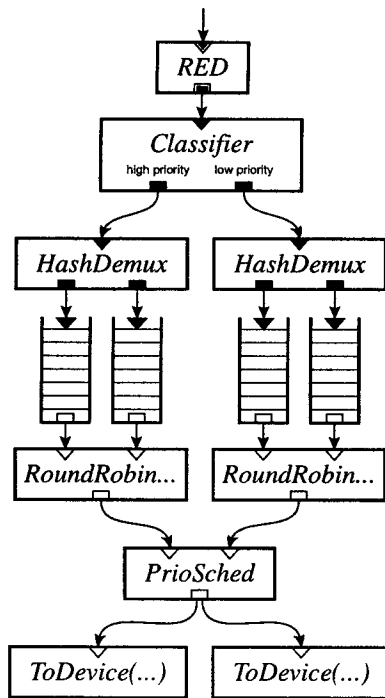 RED
Classifier
high priority low priority
HashDemux HashDemux
RoundRobin... RoundRobin...
PrioSched
ToDevice(...) ToDevice(...)